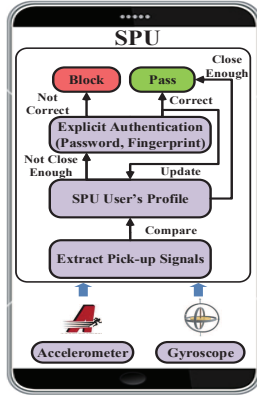 SPU
Close
Enough
Block
Pass
Not
Correct
Correct
Explicit Authentication
(Password, Fingerprint)
Not Close
Enough
Update
SPU User's Profile
Compare
Extract Pick-up Signals
Accelerometer
Gyroscope